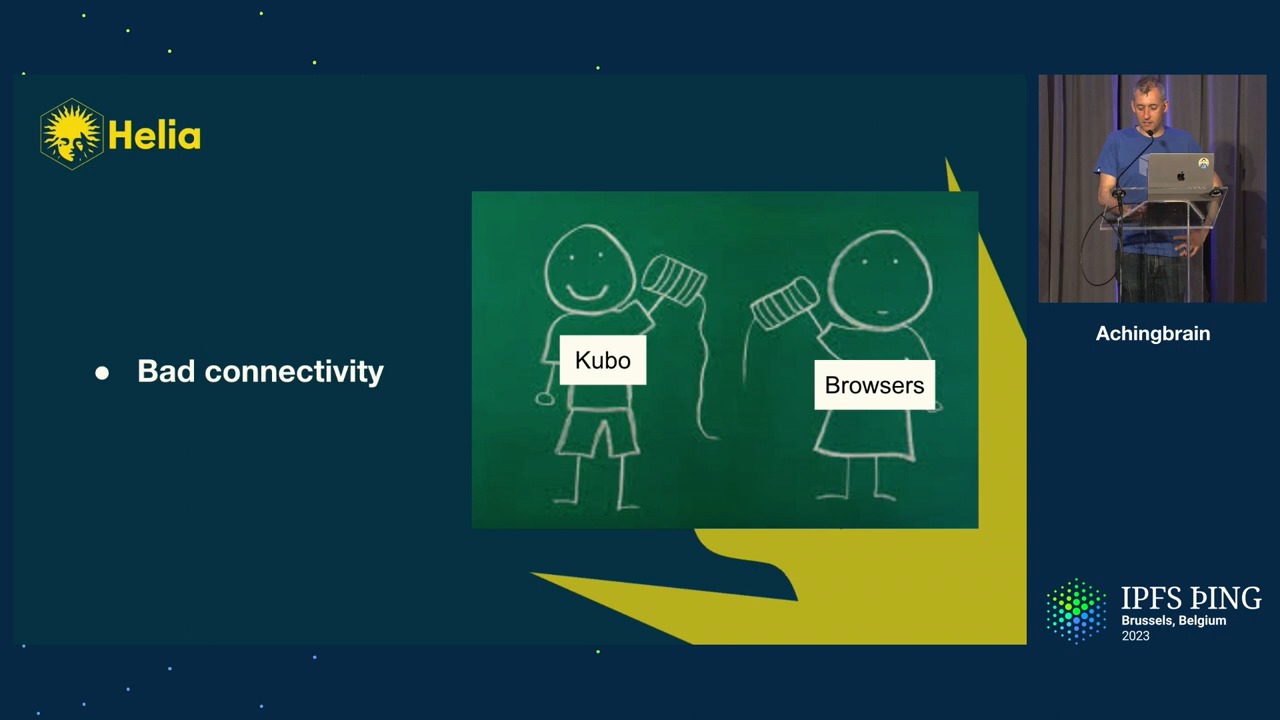 Helia
Bad connectivity
Kubo
Browsers
Achingbrain
IPFS ÞING
Brussels, Belgium
2023